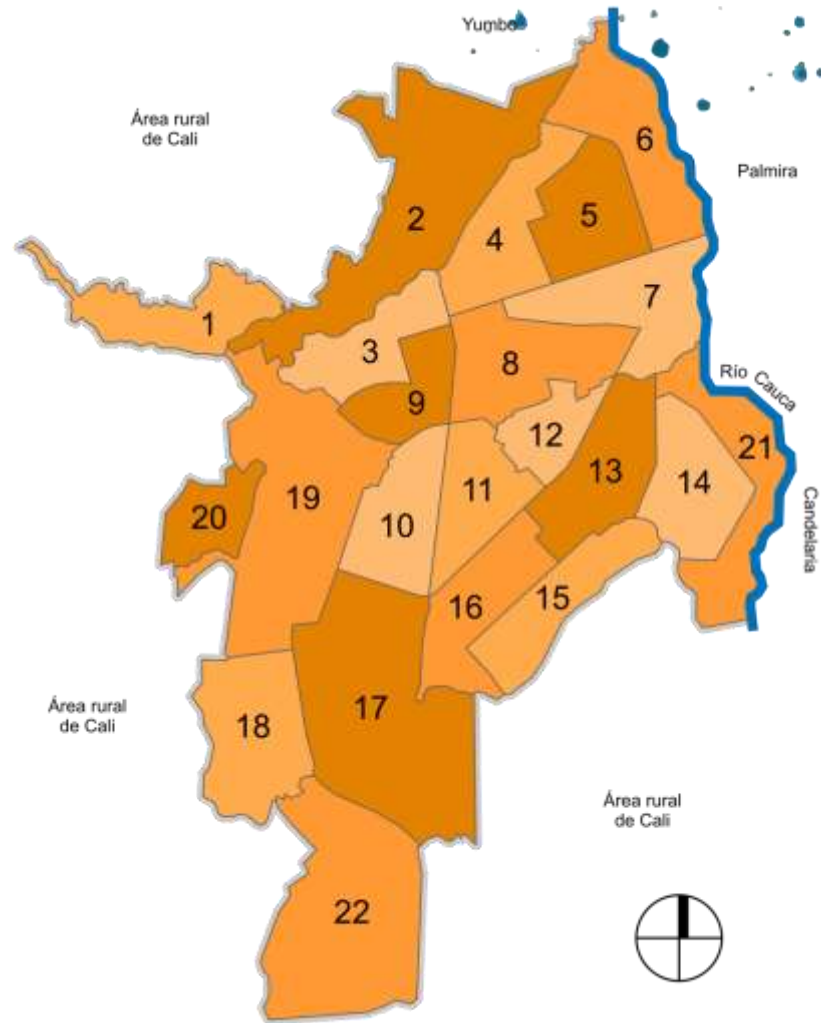 Yumbo
Área rural
de Cali
6
Palmira
2
5
4
7
1
3
8
Río Cauca
9
12
21
13
11
14
19
20
10
Candelaria
15
16
17
Área rural
de Cali
18
Área rural
de Cali
22